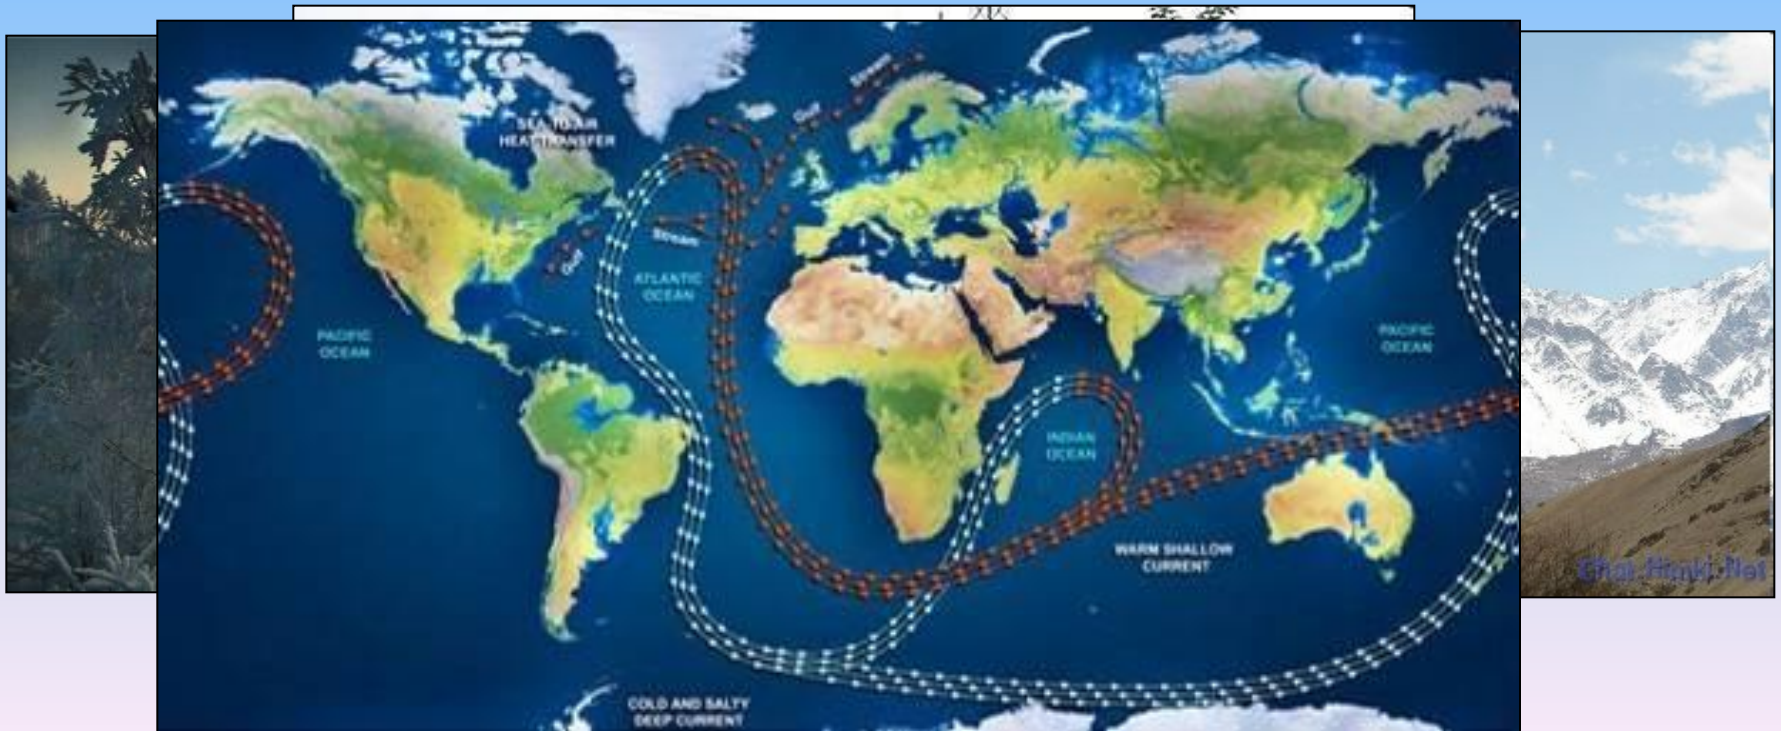 Gulf Stream
SEA TO AIR
HEAT TRANSFER
Stream
Gulf
ATLANTIC
OCEAN
PACIFIC
OCEAN
PACIFIC
OCEAN
INDIAN
OCEAN
WARM SHALLOW
CURRENT
Chat-Himki.Net
COLD AND SALTY
DEEP CURRENT